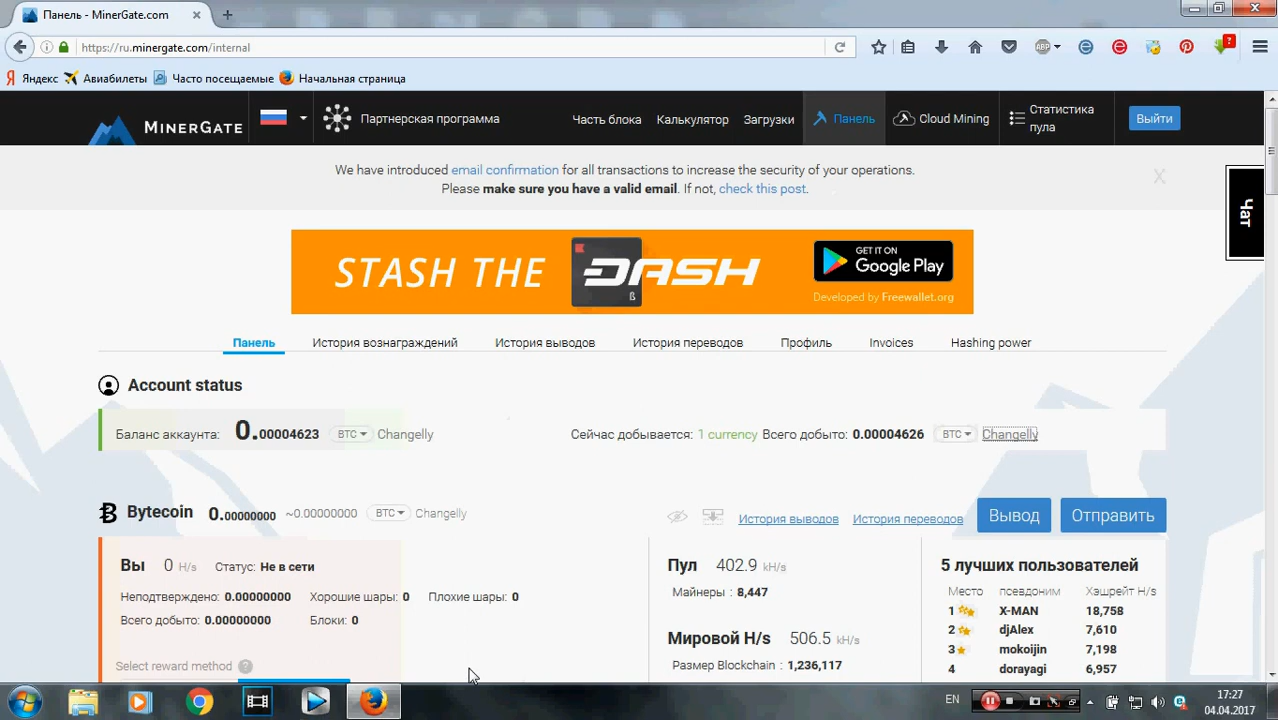 Панель - MinerGate.com
https://ru.minergate.com/internal
Яндекс Авиабилеты Часто посещаемые Начальная страница
MINERGATE Партнерская программа Часть блока Калькулятор Загрузки Панель Cloud Mining Статистика пула Выйти
We have introduced email confirmation for all transactions to increase the security of your operations.
Please make sure you have a valid email. If not, check this post.
X
Чат
STASH THE DASH GET IT ON Google Play
Developed by Freewallet.org
Панель История вознаграждений История выводов История переводов Профиль Invoices Hashing power
Account status
Баланс аккаунта: 0.00004623 BTC Changelly Сейчас добывается: 1 currency Всего добыто: 0.00004626 BTC Changelly
Bytecoin 0.00000000 ~0.00000000 BTC Changelly История выводов История переводов Вывод Отправить
Вы 0 H/s Статус: Не в сети
Неподтверждено: 0.00000000 Хорошие шары: 0 Плохие шары: 0
Всего добыто: 0.00000000 Блоки: 0
Select reward method ?
Пул 402.9 kH/s
Майнеры : 8,447
Мировой H/s 506.5 kH/s
Размер Blockchain : 1,236,117
5 лучших пользователей
Место псевдоним Хэшрейт H/s
1 X-MAN 18,758
2 djAlex 7,610
3 mokoijin 7,198
4 dorayagi 6,957
EN
17:27
04.04.2017